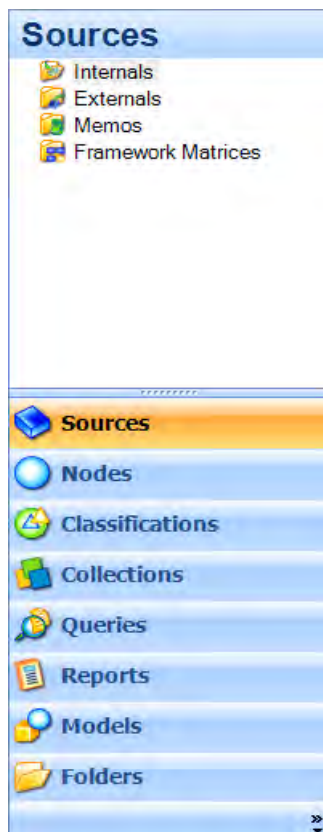 Sources
Internals
Externals
Memos
Framework Matrices
Sources
Nodes
Classifications
Collections
Queries
Reports
Models
Folders
»